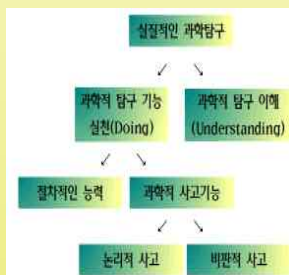 실질적인 과학탐구
과학적 탐구 기능
실천(Doing)
과학적 탐구 이해
(Understanding)
절차적인 능력
과학적 사고기능
논리적 사고
비판적 사고